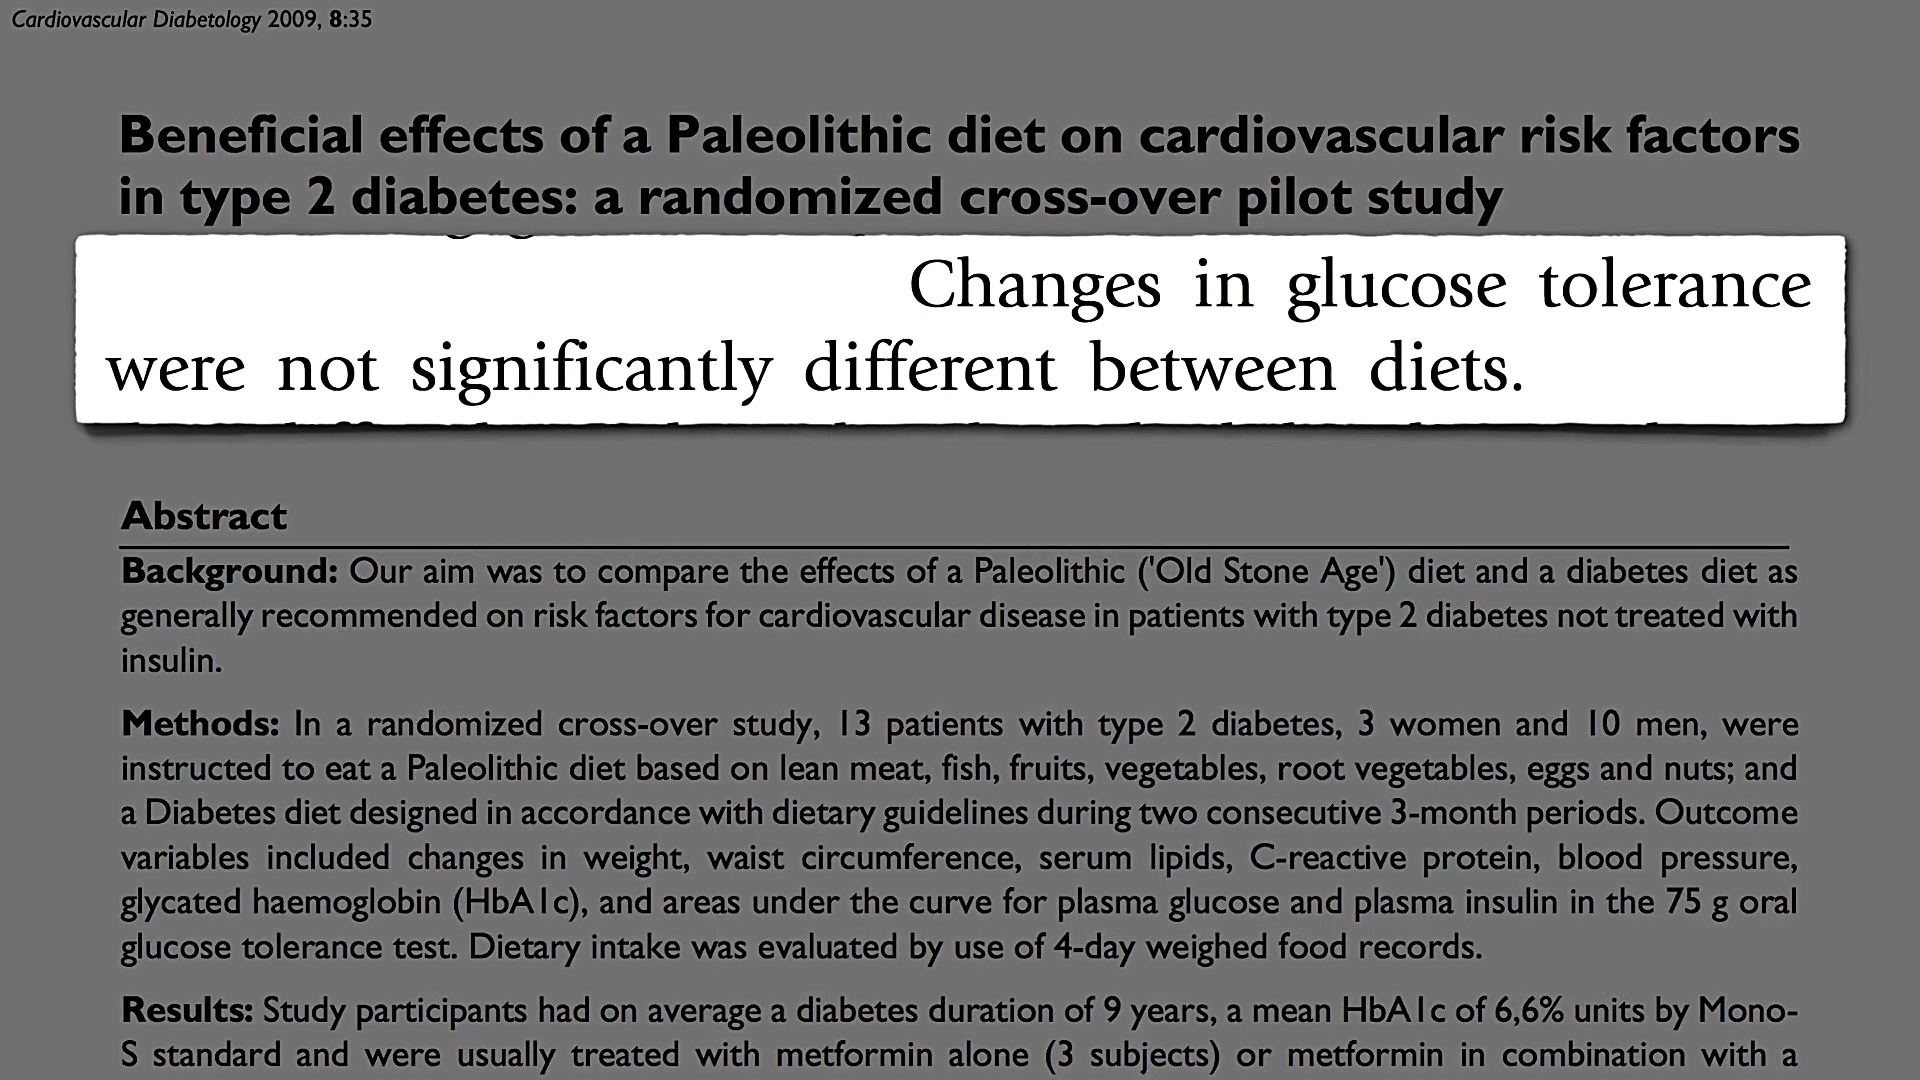 Cardiovascular Diabetology 2009, 8:35
Beneficial effects of a Paleolithic diet on cardiovascular risk factors
in type 2 diabetes: a randomized cross-over pilot study
Changes in glucose tolerance
were not significantly different between diets.
Abstract
Background: Our aim was to compare the effects of a Paleolithic ('Old Stone Age') diet and a diabetes diet as
generally recommended on risk factors for cardiovascular disease in patients with type 2 diabetes not treated with
insulin.
Methods: In a randomized cross-over study, 13 patients with type 2 diabetes, 3 women and 10 men, were
instructed to eat a Paleolithic diet based on lean meat, fish, fruits, vegetables, root vegetables, eggs and nuts; and
a Diabetes diet designed in accordance with dietary guidelines during two consecutive 3-month periods. Outcome
variables included changes in weight, waist circumference, serum lipids, C-reactive protein, blood pressure,
glycated haemoglobin (HbA1c), and areas under the curve for plasma glucose and plasma insulin in the 75 g oral
glucose tolerance test. Dietary intake was evaluated by use of 4-day weighed food records.
Results: Study participants had on average a diabetes duration of 9 years, a mean HbA1c of 6,6% units by Mono-
S standard and were usually treated with metformin alone (3 subjects) or metformin in combination with a